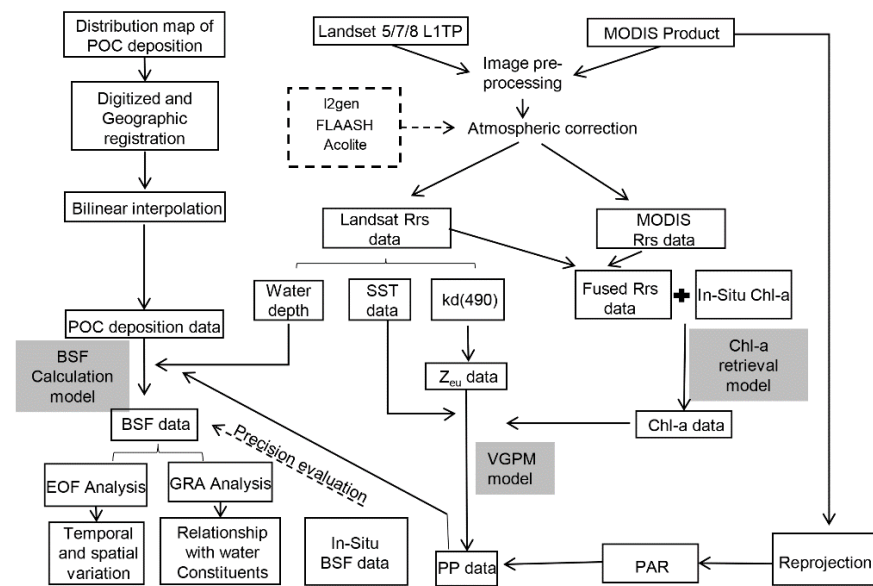 Distribution map of
POC deposition
Landset 5/7/8 L1TP
MODIS Product
Image pre-
processing
Digitized and
Geographic
registration
l2gen
FLAASH
Acolite
Atmospheric correction
Bilinear interpolation
Landsat Rrs
data
MODIS
Rrs data
Water
depth
SST
data
kd(490)
Fused Rrs
data
In-Situ Chl-a
POC deposition data
BSF
Calculation
model
Chl-a
retrieval
model
Zeu data
BSF data
Chl-a data
Precision evaluation
VGPM
model
EOF Analysis
GRA Analysis
Temporal
and spatial
variation
Relationship
with water
Constituents
In-Situ
BSF data
PP data
PAR
Reprojection